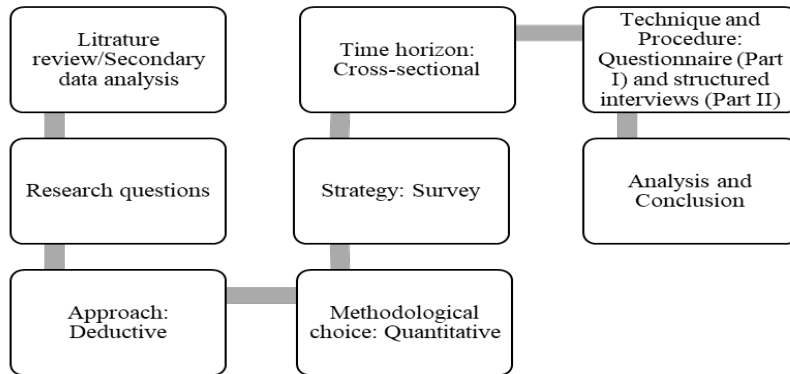 Litrature
review/Secondary
data analysis
Research questions
Approach:
Deductive
Methodological
choice: Quantitative
Strategy: Survey
Time horizon:
Cross-sectional
Technique and
Procedure:
Questionnaire (Part
I) and structured
interviews (Part II)
Analysis and
Conclusion